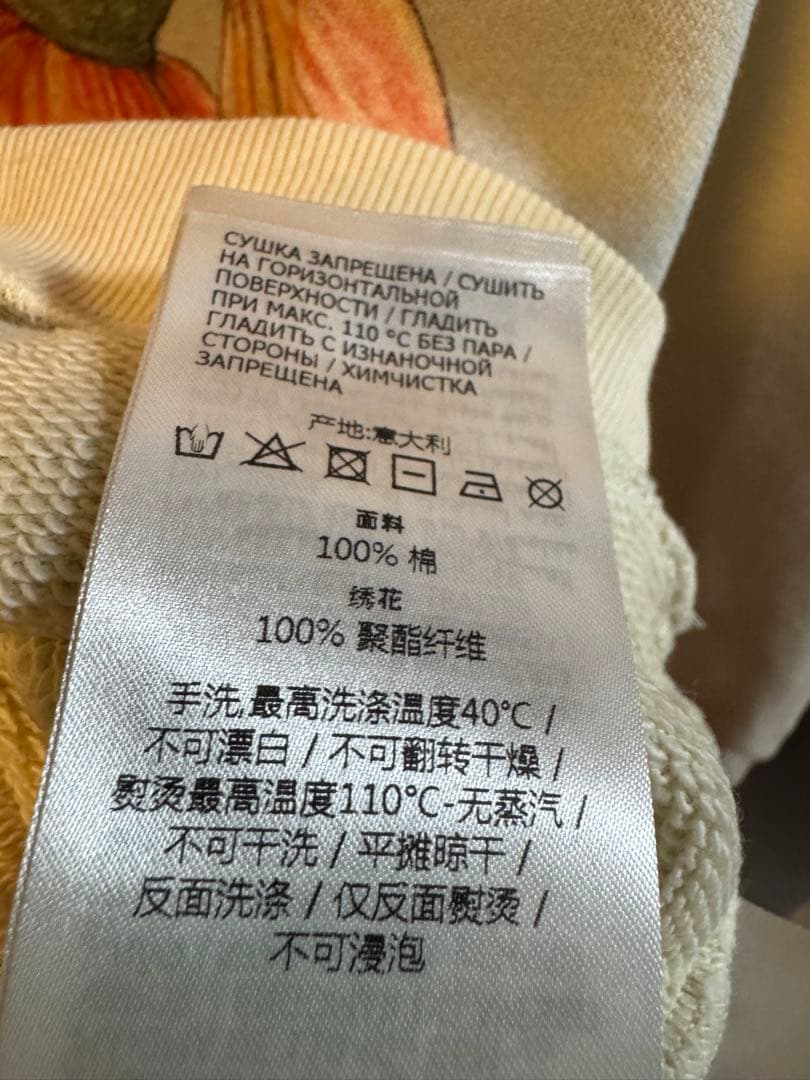 СУШКА ЗАПРЕЩЕНА / СУШИТЬ
НА ГОРИЗОНТАЛЬНОЙ
ПОВЕРХНОСТИ / ГЛАДИТЬ
ПРИ МАКС. 110 °C БЕЗ ПАРА /
ГЛАДИТЬ С ИЗНАНОЧНОЙ
СТОРОНЫ / ХИМЧИСТКА
ЗАПРЕЩЕНА
产地:意大利
面料
100% 棉
绣花
100% 聚酯纤维
手洗,最高洗涤温度40°C /
不可漂白 / 不可翻转干燥 /
熨烫最高温度110°C-无蒸汽 /
不可干洗 / 平摊晾干 /
反面洗涤 / 仅反面熨烫 /
不可浸泡